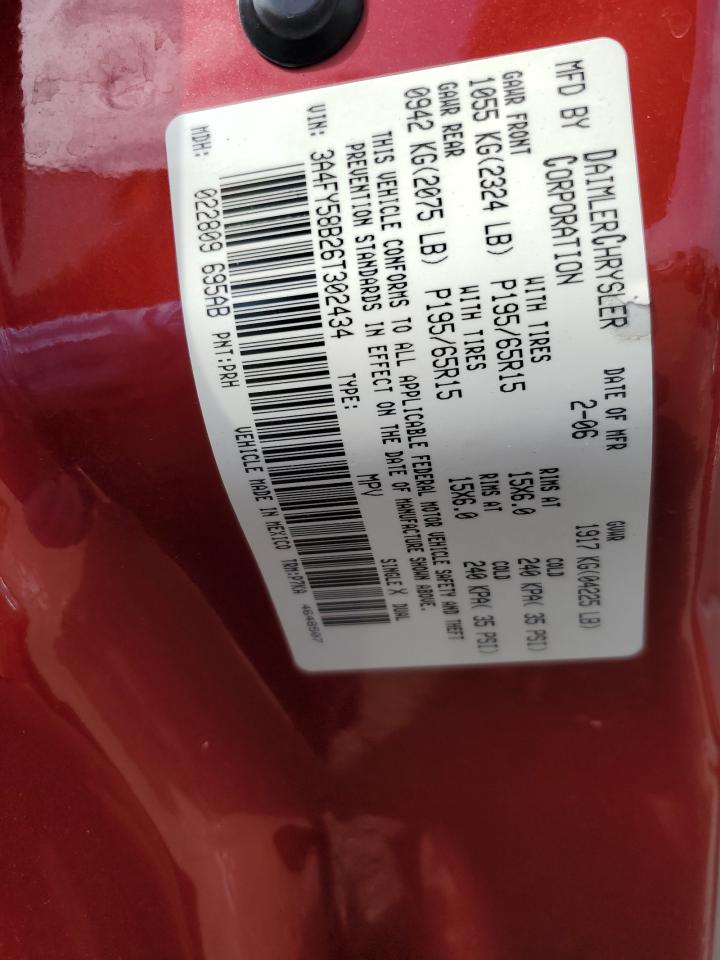 MFD BY DAIMLERCHRYSLER CORPORATION
DATE OF MFR 2-06
GVWR 1917 KG(04225 LB)
GAWR FRONT WITH TIRES RIMS AT COLD
1055 KG(2324 LB) P195/65R15 15X6.0 240 KPA( 35 PSI)
GAWR REAR WITH TIRES RIMS AT COLD
0942 KG(2075 LB) P195/65R15 15X6.0 240 KPA( 35 PSI)
THIS VEHICLE CONFORMS TO ALL APPLICABLE FEDERAL MOTOR VEHICLE SAFETY AND THEFT
PREVENTION STANDARDS IN EFFECT ON THE DATE OF MANUFACTURE SHOWN ABOVE.
VIN: 3A4FY58B26T302434 TYPE: MPV SINGLE X DUAL
MDH: 022809 695AB PNT:PRH VEHICLE MADE IN MEXICO TRM:P7KA 4648507